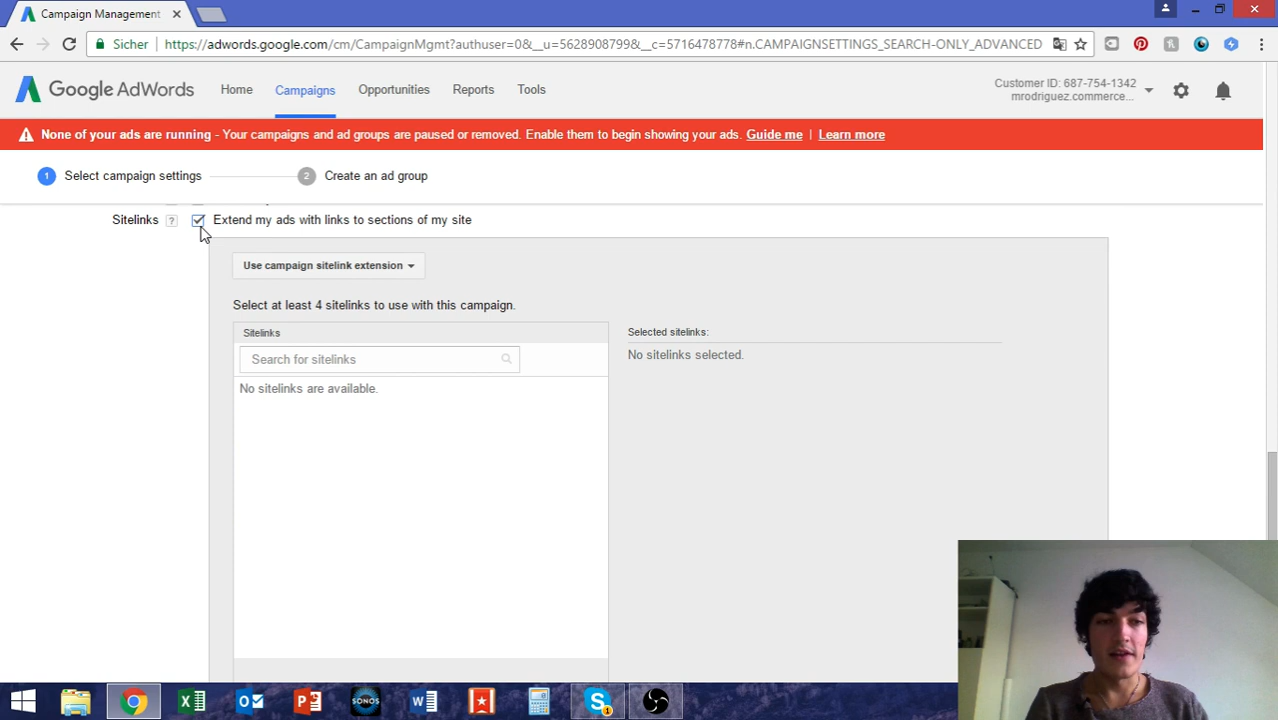 Campaign Management
Sicher https://adwords.google.com/cm/CampaignMgmt?authuser=0&__u=5628908799&__c=5716478778#n.CAMPAIGNSETTINGS_SEARCH-ONLY_ADVANCED
Google AdWords Home Campaigns Opportunities Reports Tools
Customer ID: 687-754-1342
mrodriguez.commerce...
None of your ads are running - Your campaigns and ad groups are paused or removed. Enable them to begin showing your ads. Guide me | Learn more
1 Select campaign settings 2 Create an ad group
Sitelinks ? Extend my ads with links to sections of my site
Use campaign sitelink extension
Select at least 4 sitelinks to use with this campaign.
Sitelinks
Selected sitelinks:
Search for sitelinks
No sitelinks selected.
No sitelinks are available.
SONOS
1